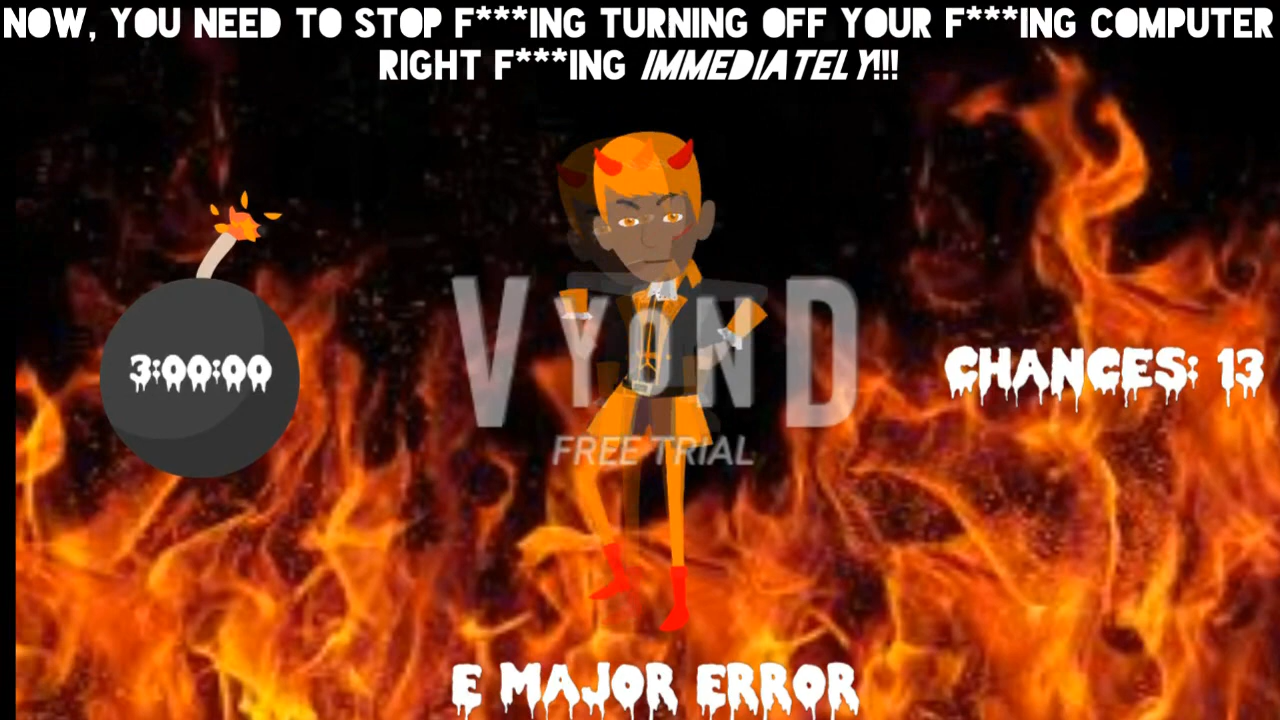 NOW, YOU NEED TO STOP F***ING TURNING OFF YOUR F***ING COMPUTER
RIGHT F***ING IMMEDIATELY!!!
3:00:00
CHANCES: 13
VYOND
FREE TRIAL
E MAJOR ERROR